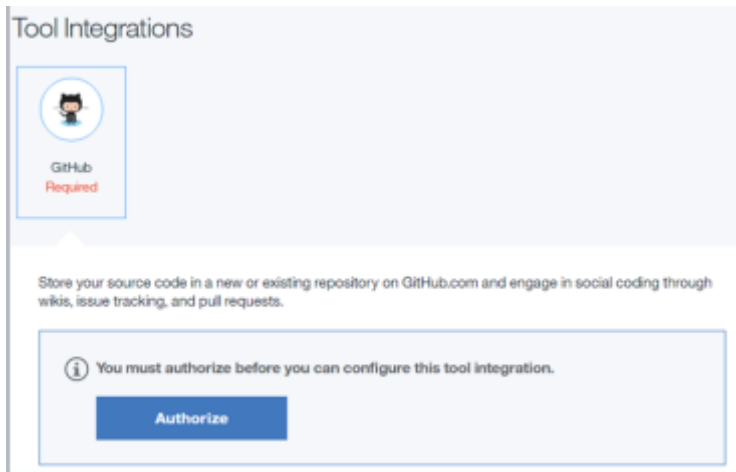 Tool Integrations
GitHub
Required
Store your source code in a new or existing repository on GitHub.com and engage in social coding through
wikis, issue tracking, and pull requests.
You must authorize before you can configure this tool integration.
Authorize